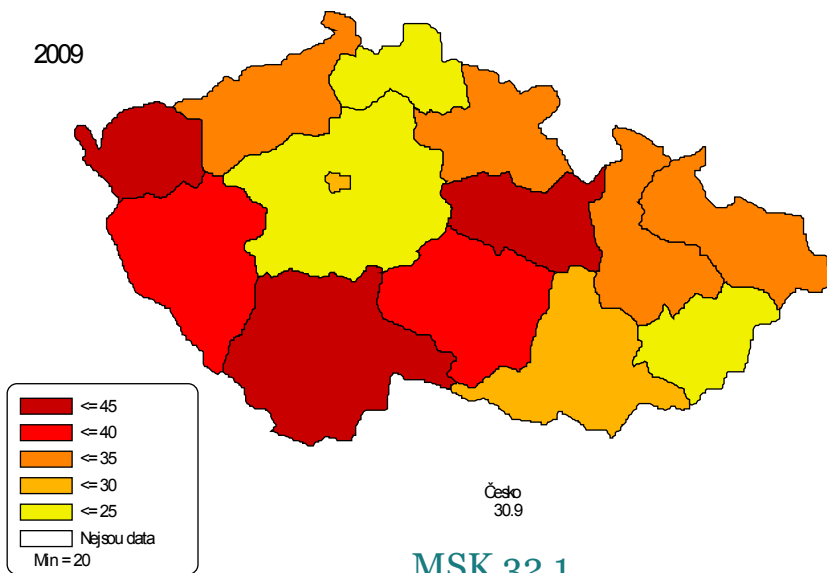 2009
<= 45
<= 40
<= 35
<= 30
<= 25
Nejsou data
Min = 20
Česko
30.9
MSK 32,1